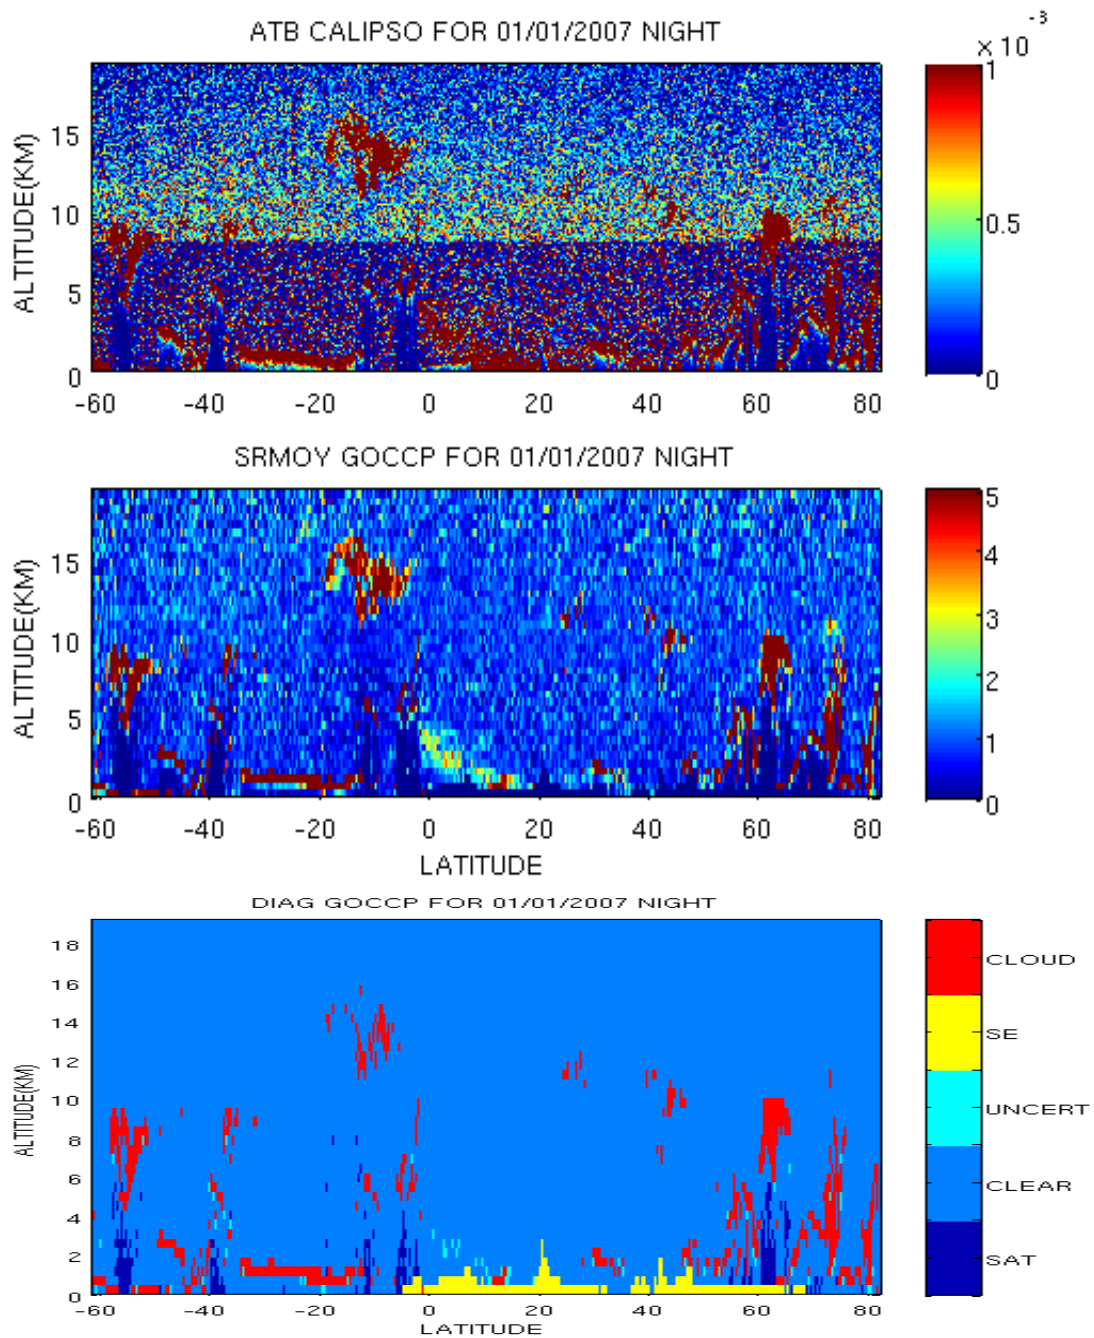 ATB CALIPSO FOR 01/01/2007 NIGHT
x 10 -3
ALTITUDE(KM)
15
10
5
0
-60 -40 -20 0 20 40 60 80
1
0.5
0
SRMOY GOCCP FOR 01/01/2007 NIGHT
ALTITUDE(KM)
15
10
5
0
-60 -40 -20 0 20 40 60 80
LATITUDE
5
4
3
2
1
0
DIAG GOCCP FOR 01/01/2007 NIGHT
ALTITUDE(KM)
18
16
14
12
10
8
6
4
2
0
-60 -40 -20 0 20 40 60 80
LATITUDE
CLOUD
SE
UNCERT
CLEAR
SAT